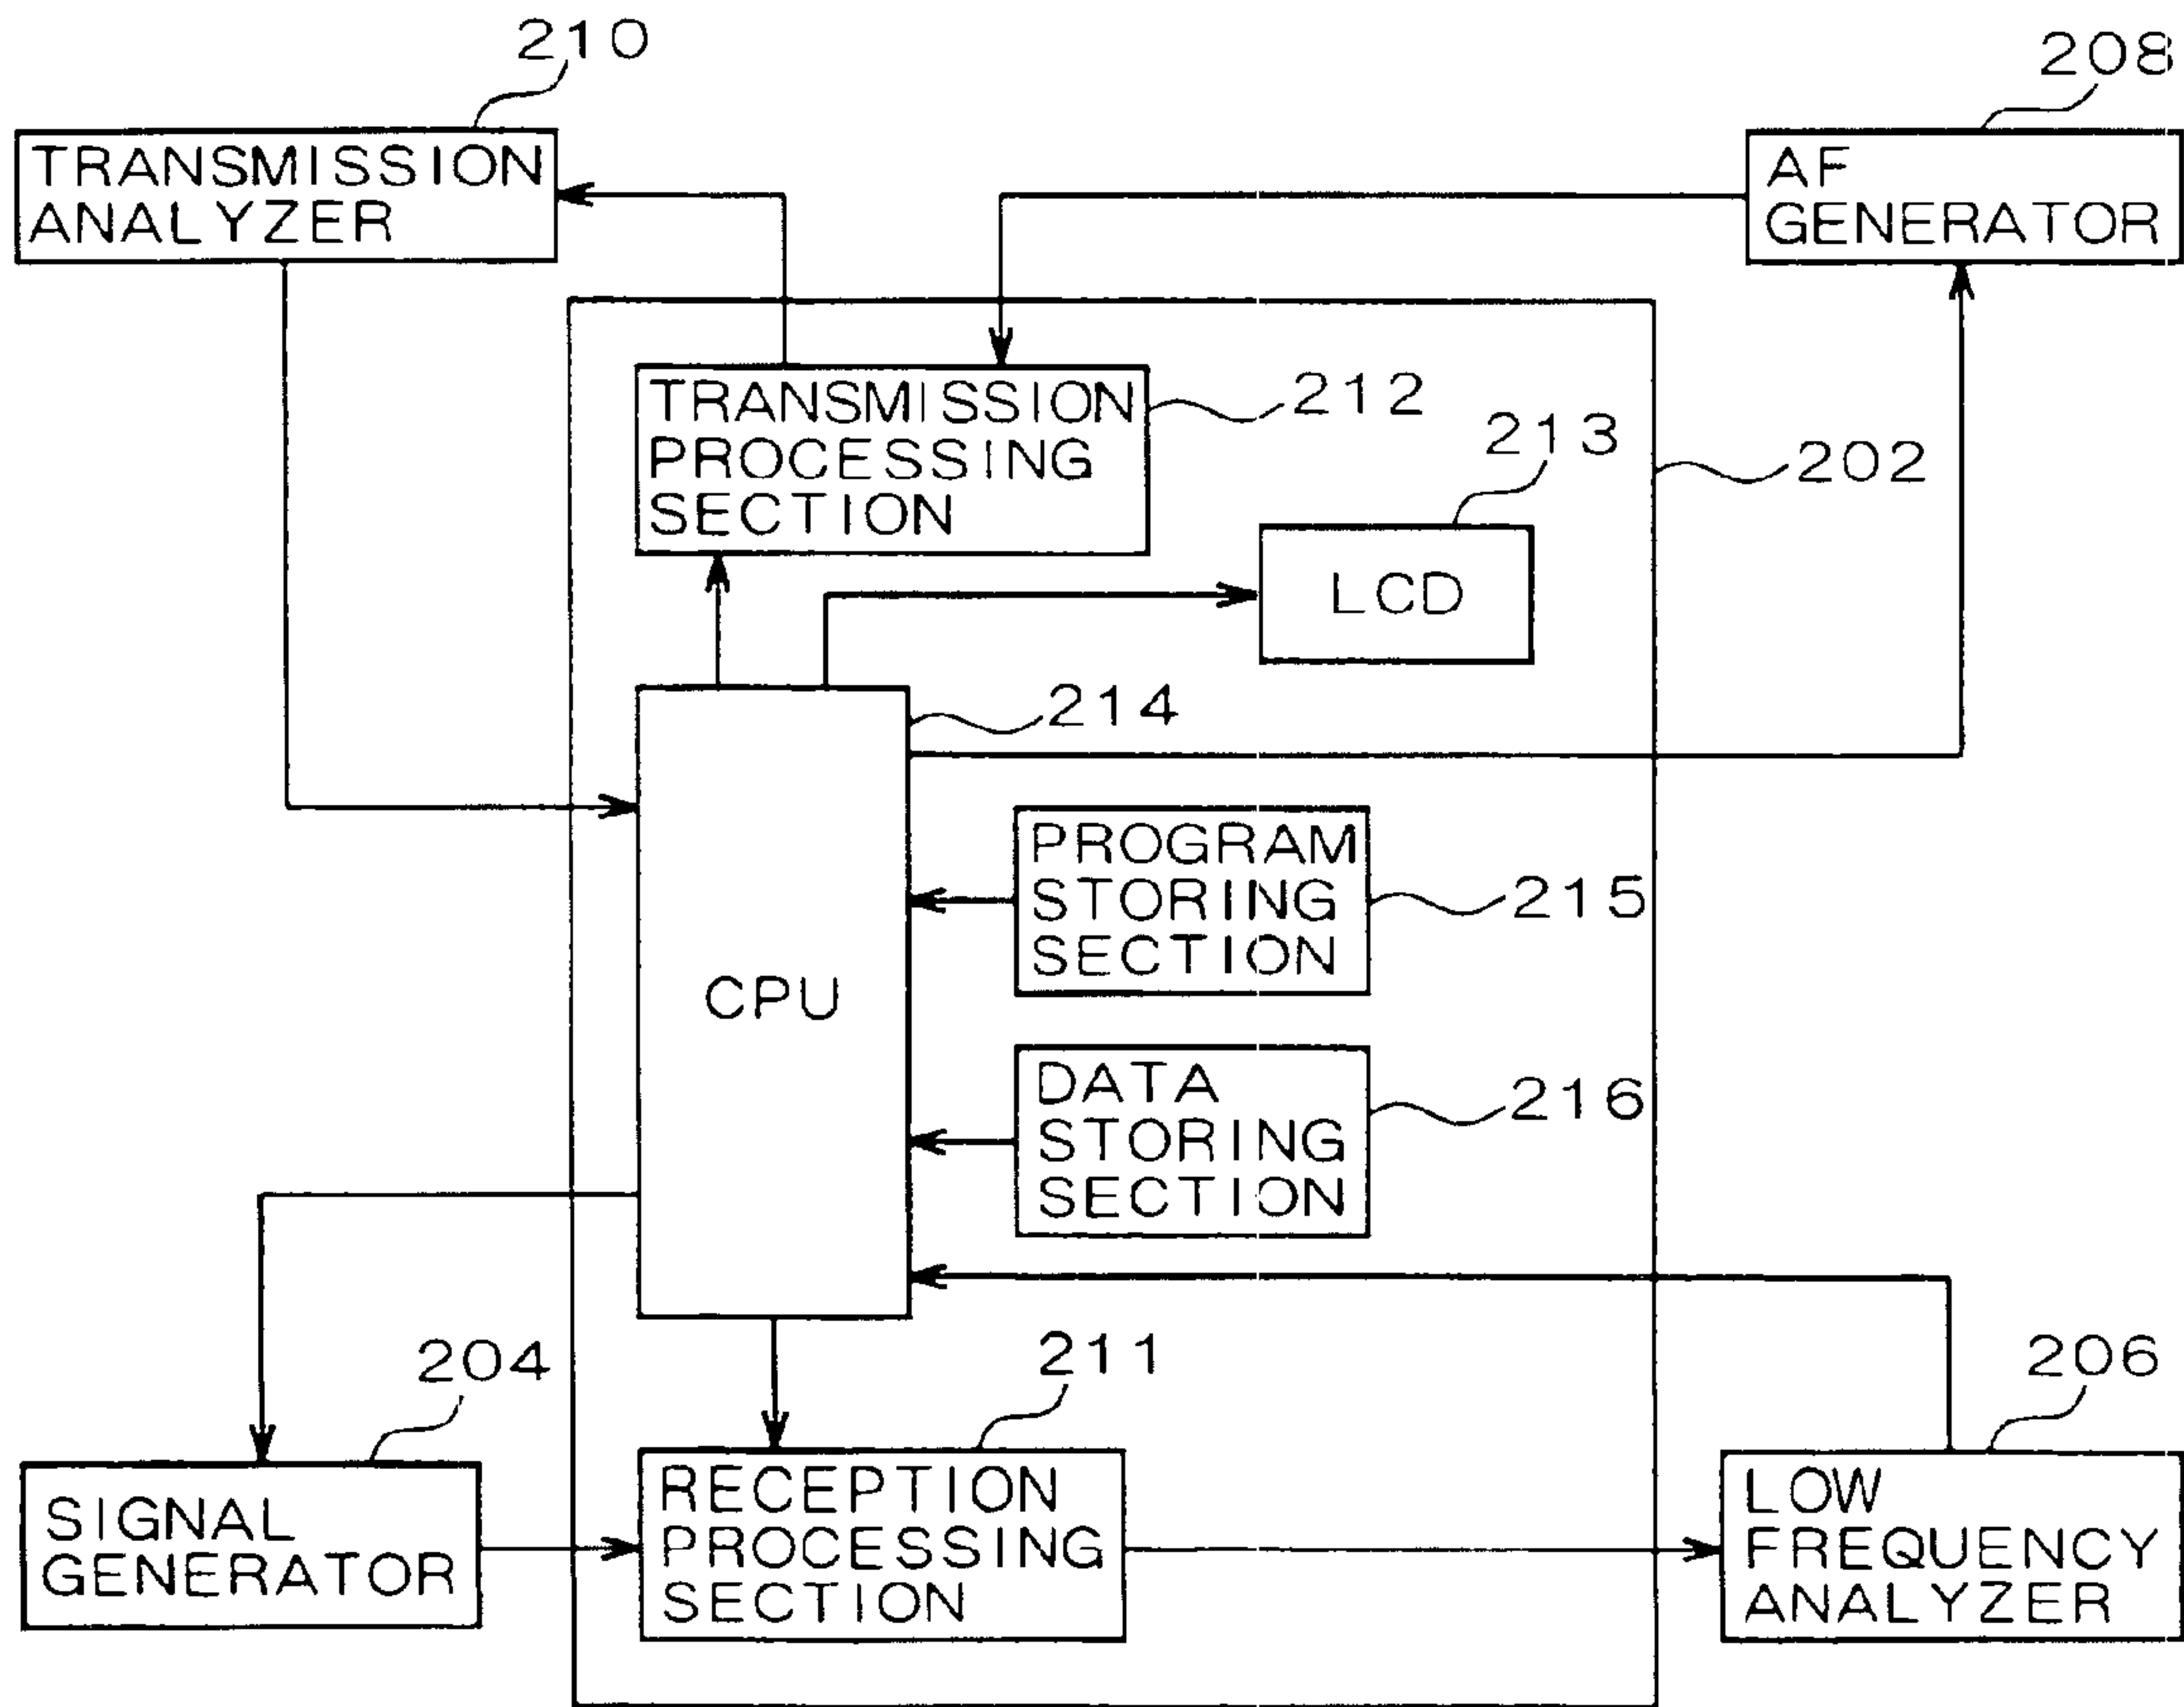 210
208
TRANSMISSION
ANALYZER
AF
GENERATOR
TRANSMISSION
PROCESSING
SECTION
212
213
202
LCD
214
PROGRAM
STORING
SECTION
215
CPU
DATA
STORING
SECTION
216
204
211
206
SIGNAL
GENERATOR
RECEPTION
PROCESSING
SECTION
LOW
FREQUENCY
ANALYZER